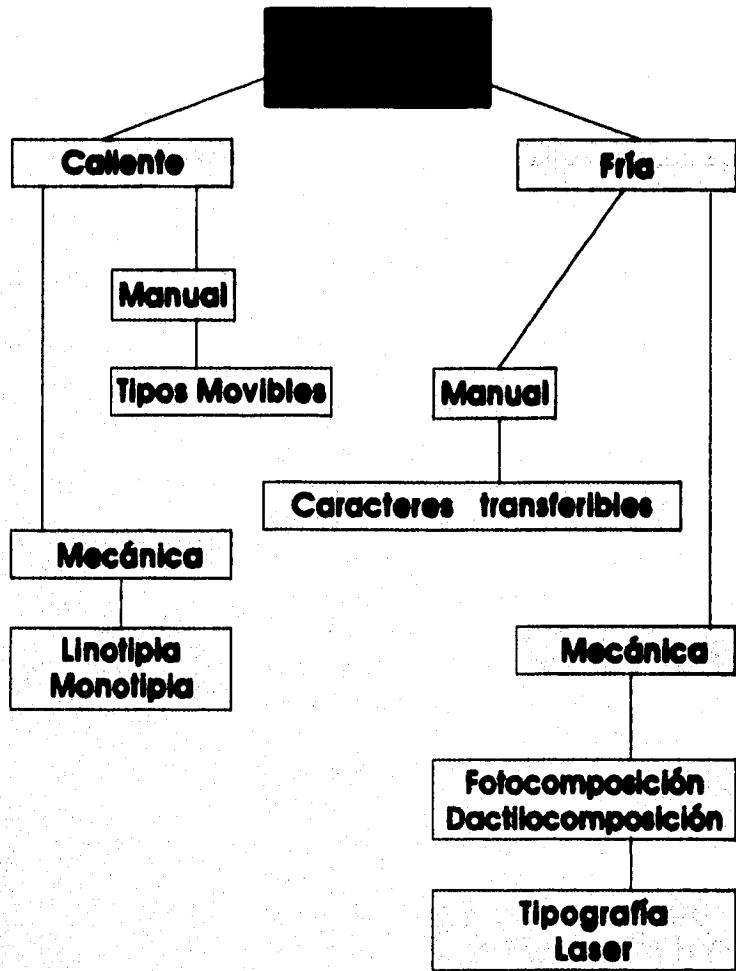 Caliente
Fría
Manual
Tipos Movibles
Manual
Caracteres transferibles
Mecánica
Linotipia
Monotipia
Mecánica
Fotocomposición
Dactilocomposición
Tipografía
Laser